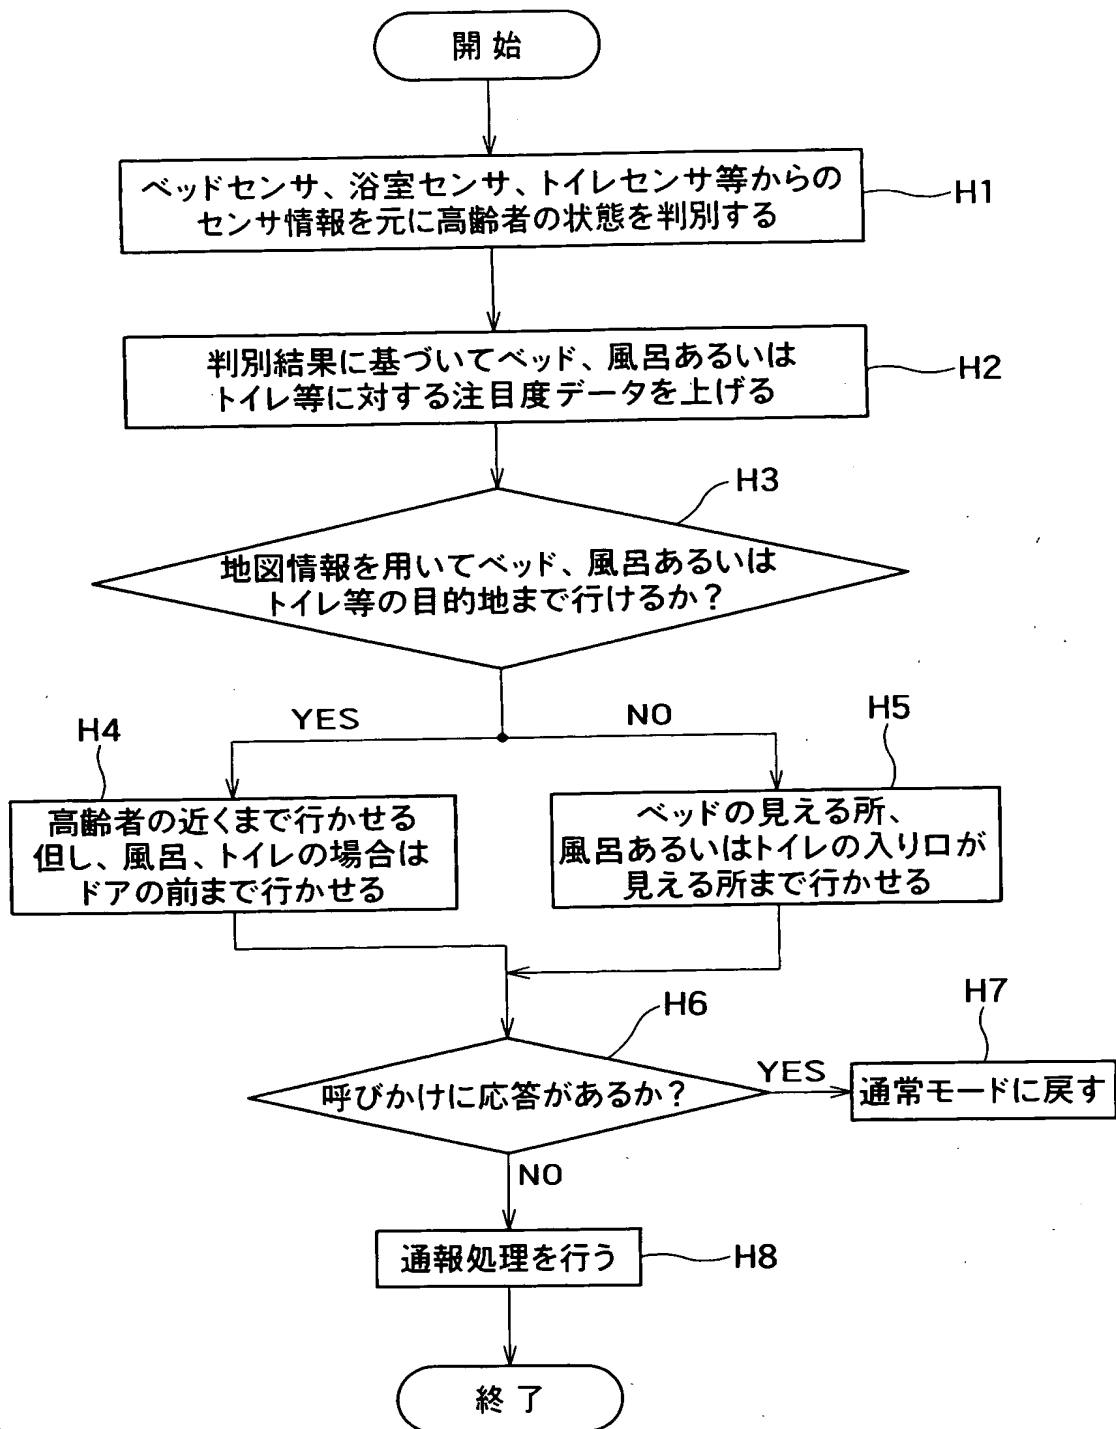 開始
ベッドセンサ、浴室センサ、トイレセンサ等からの
センサ情報を元に高齢者の状態を判別する
H1
判別結果に基づいてベッド、風呂あるいは
トイレ等に対する注目度データを上げる
H2
H3
地図情報を用いてベッド、風呂あるいは
トイレ等の目的地まで行けるか?
YES
NO
H4
高齢者の近くまで行かせる
但し、風呂、トイレの場合は
ドアの前まで行かせる
H5
ベッドの見える所、
風呂あるいはトイレの入り口が
見える所まで行かせる
H6
呼びかけに応答があるか?
YES
H7
通常モードに戻す
NO
通報処理を行う
H8
終了